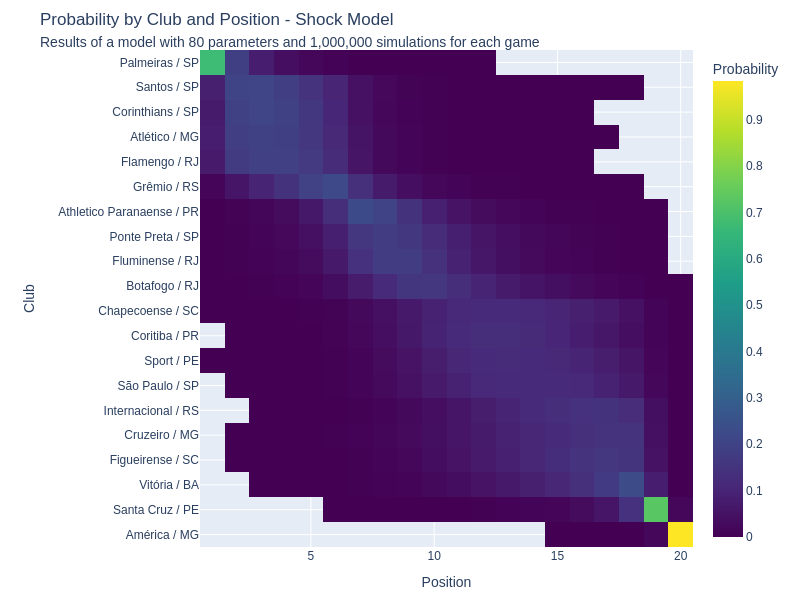 Probability by Club and Position - Shock Model
Results of a model with 80 parameters and 1,000,000 simulations for each game
Probability
Club
Palmeiras / SP
Santos / SP
Corinthians / SP
Atlético / MG
Flamengo / RJ
Grêmio / RS
Athletico Paranaense / PR
Ponte Preta / SP
Fluminense / RJ
Botafogo / RJ
Chapecoense / SC
Coritiba / PR
Sport / PE
São Paulo / SP
Internacional / RS
Cruzeiro / MG
Figueirense / SC
Vitória / BA
Santa Cruz / PE
América / MG
5
10
15
20
Position
0.9
0.8
0.7
0.6
0.5
0.4
0.3
0.2
0.1
0